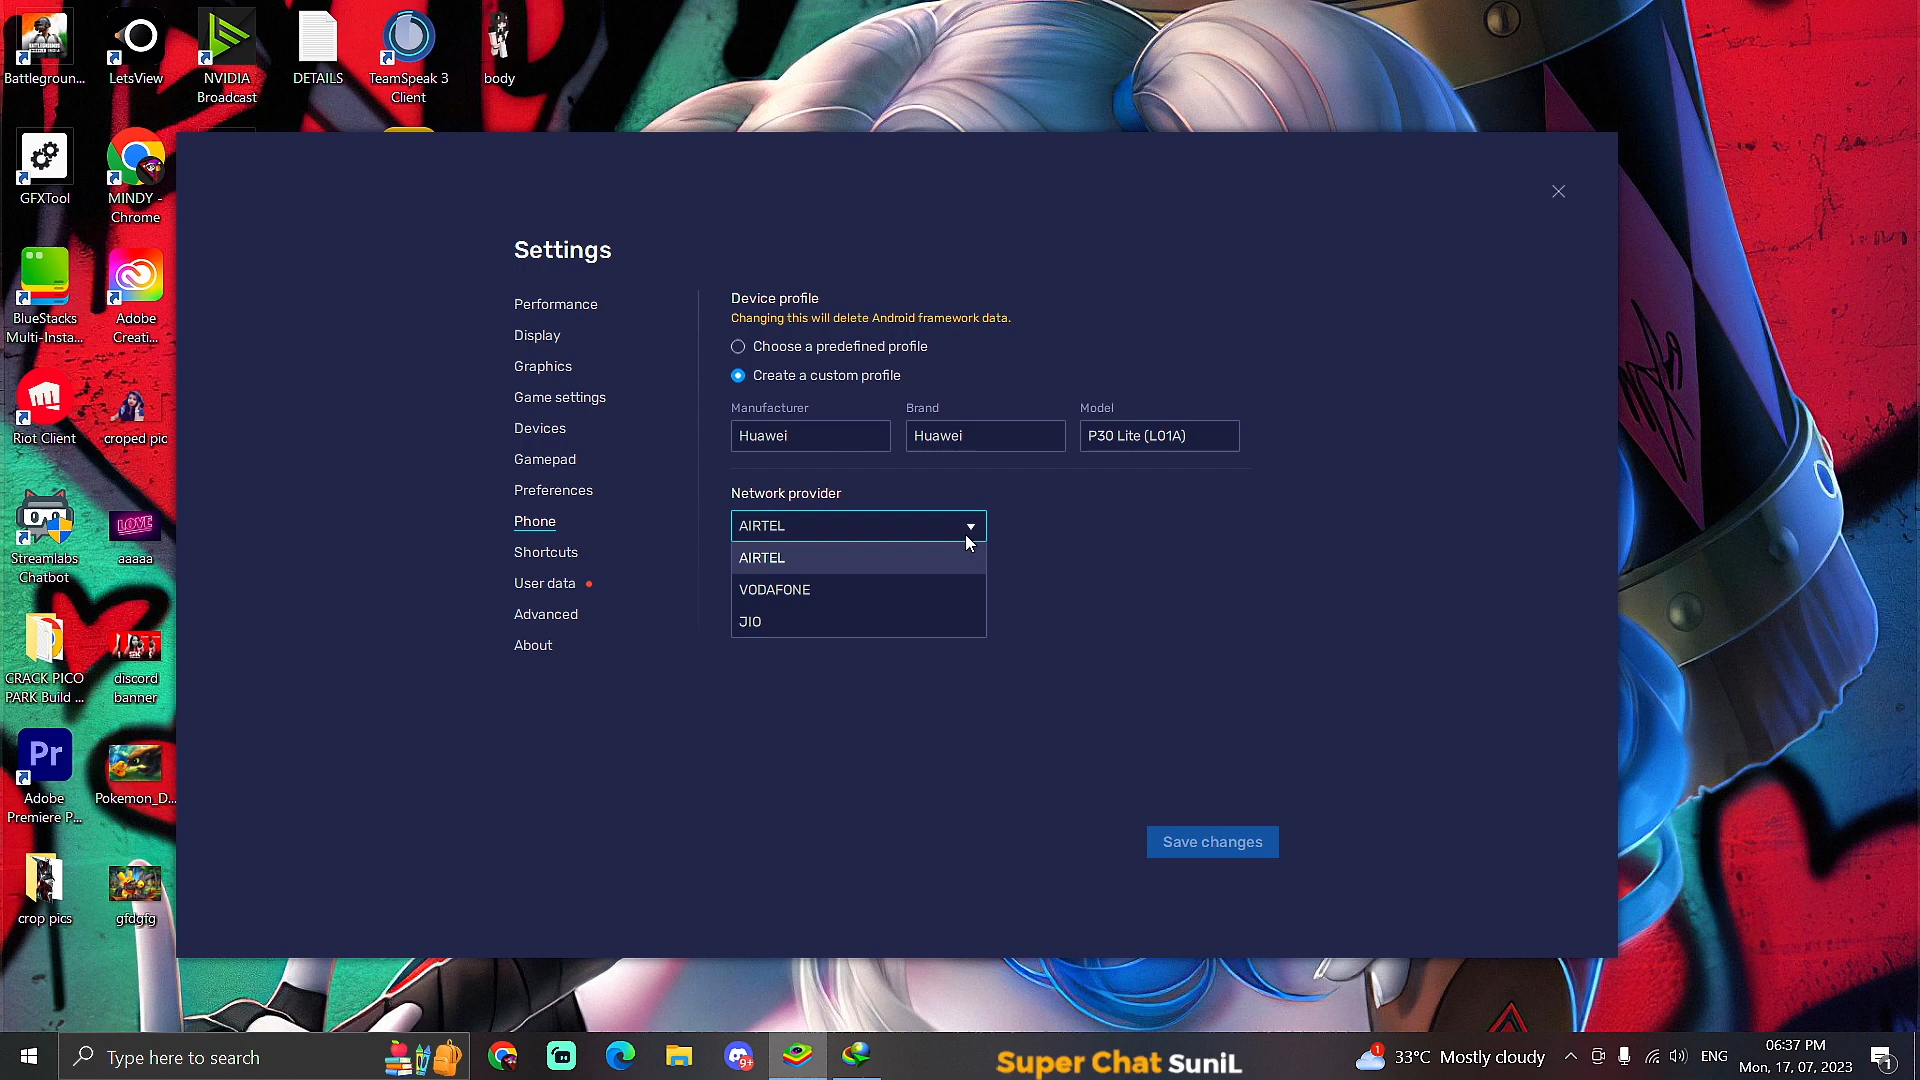 Battlegroun...
LetsView
NVIDIA
Broadcast
DETAILS
TeamSpeak 3
Client
body
GFXTool
MINDY -
Chrome
BlueStacks
Multi-Insta...
Adobe
Creati...
Riot Client
croped pic
Streamlabs
Chatbot
LOVE
aaaaa
CRACK PICO
PARK Build ...
discord
banner
Pr
Adobe
Premiere P...
Pokemon_D...
crop pics
gfdgfg
Settings
Performance
Display
Graphics
Game settings
Devices
Gamepad
Preferences
Phone
Shortcuts
User data
Advanced
About
Device profile
Changing this will delete Android framework data.
Choose a predefined profile
Create a custom profile
Manufacturer
Brand
Model
Huawei
Huawei
P30 Lite (L01A)
Network provider
AIRTEL
AIRTEL
VODAFONE
JIO
Save changes
Type here to search
9+
Super Chat SuniL
1
33°C Mostly cloudy
ENG
06:37 PM
Mon, 17, 07, 2023
1